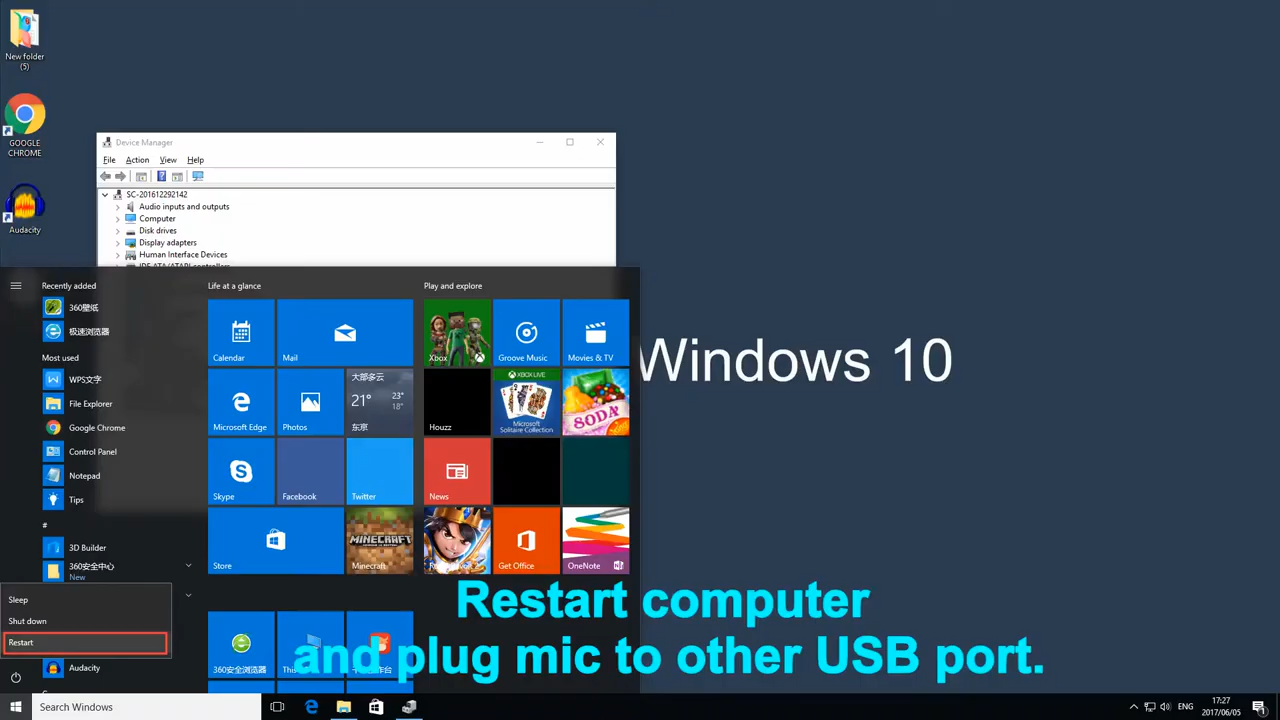 New folder
(5)
GOOGLE
CHROME
Audacity
Device Manager
File Action View Help
SC-201612292142
Audio inputs and outputs
Computer
Disk drives
Display adapters
Human Interface Devices
IDE ATA/ATAPI controllers
Windows 10
Recently added
360壁纸
极速浏览器
Most used
WPS文字
File Explorer
Google Chrome
Control Panel
Notepad
Tips
#
3D Builder
360安全中心
New
Sleep
Shut down
Restart
Audacity
Life at a glance
Calendar
Mail
Microsoft Edge
Photos
大部多云
21° 23°
18°
东京
Skype
Facebook
Twitter
Store
Minecraft
360安全浏览器
Play and explore
Xbox
Groove Music
Movies & TV
Houzz
XBOX LIVE
Microsoft
Solitaire Collection
SODA
News
Get Office
OneNote
Restart computer
and plug mic to other USB port.
Search Windows
ENG
17:27
2017/06/05
1